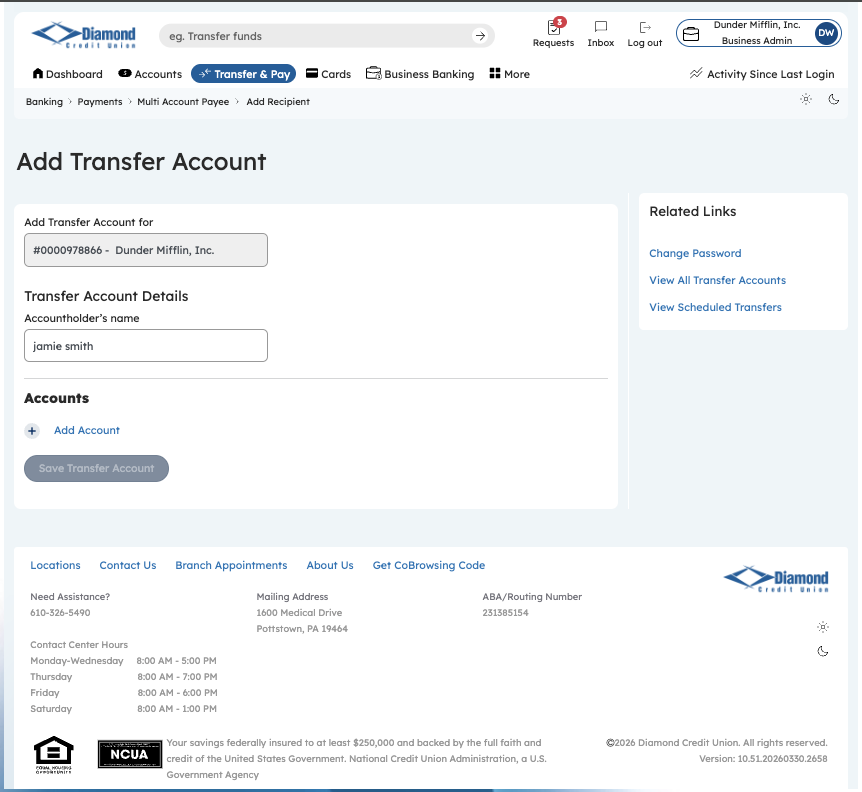 Diamond
Credit Union
eg. Transfer funds
3
Requests
Inbox
Log out
Dunder Mifflin, Inc.
Business Admin
DW
Dashboard
Accounts
Transfer & Pay
Cards
Business Banking
More
Activity Since Last Login
Banking › Payments › Multi Account Payee › Add Recipient
Add Transfer Account
Add Transfer Account for
#0000978866 - Dunder Mifflin, Inc.
Transfer Account Details
Accountholder's name
jamie smith
Accounts
+ Add Account
Save Transfer Account
Related Links
Change Password
View All Transfer Accounts
View Scheduled Transfers
Locations
Contact Us
Branch Appointments
About Us
Get CoBrowsing Code
Diamond
Credit Union
Need Assistance?
610-326-5490
Mailing Address
1600 Medical Drive
Pottstown, PA 19464
ABA/Routing Number
231385154
Contact Center Hours
Monday-Wednesday 8:00 AM - 5:00 PM
Thursday 8:00 AM - 7:00 PM
Friday 8:00 AM - 6:00 PM
Saturday 8:00 AM - 1:00 PM
EQUAL HOUSING
OPPORTUNITY
NCUA
Your savings federally insured to at least $250,000 and backed by the full faith and
credit of the United States Government. National Credit Union Administration, a U.S.
Government Agency
©2026 Diamond Credit Union. All rights reserved.
Version: 10.51.20260330.2658